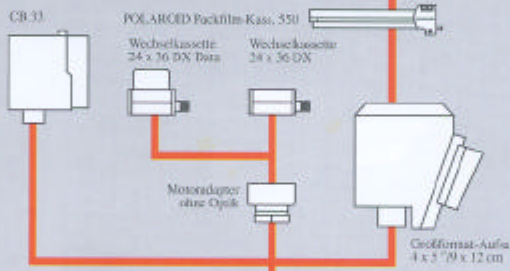 CB 33
POLAROID Packfilm-Kass. 550
Wechselkassette
24 x 36 DX Data
Wechselkassette
24 x 36 DX
Motoradapter
ohne Optik
Großformat-Aufsa
4 x 5 "/9 x 12 cm